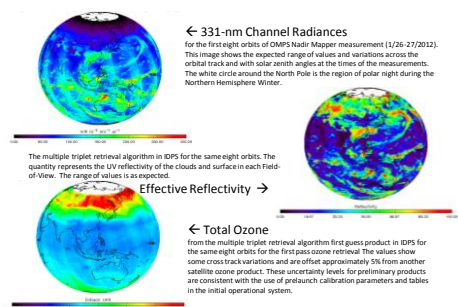 ← 331-nm Channel Radiances
for the first eight orbits of OMPS Nadir Mapper measurement (1/26-27/2012).
This image shows the expected range of values and variations across the
orbital track and with solar zenith angles at the times of the measurements.
The white circle around the North Pole is the region of polar night during the
Northern Hemisphere Winter.
The multiple triplet retrieval algorithm in IDPS for the same eight orbits. The
quantity represents the UV reflectivity of the clouds and surface in each Field-
of-View. The range of values is as expected.
Effective Reflectivity →
Reflectivity
← Total Ozone
from the multiple triplet retrieval algorithm first guess product in IDPS for
the same eight orbits for the first pass ozone retrieval The values show
some cross track variations and are offset approximately 5% from another
satellite ozone product. These uncertainty levels for preliminary products
are consistent with the use of prelaunch calibration parameters and tables
in the initial operational system.